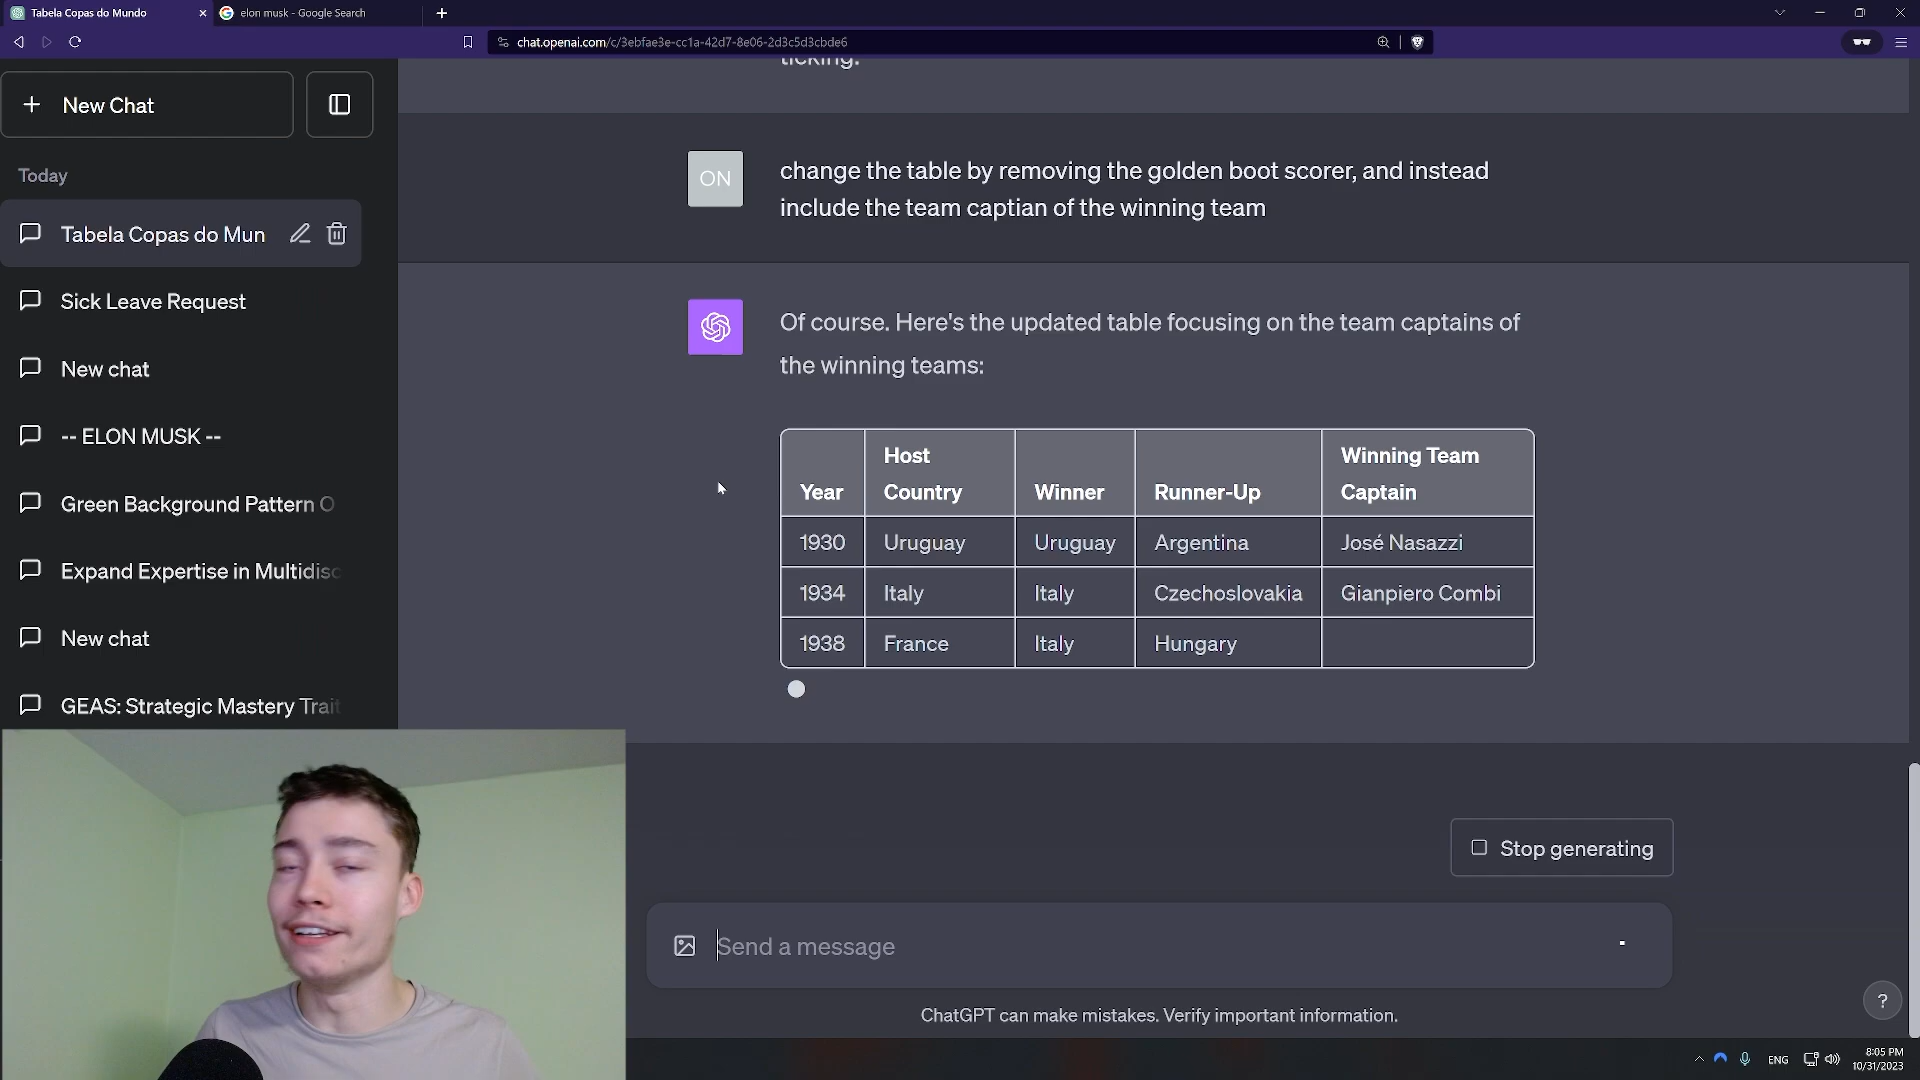 Tabela Copas do Mundo
elon musk - Google Search
chat.openai.com/c/3ebfae3e-cc1a-42d7-8e06-2d3c5d3cbde6
New Chat
Today
Tabela Copas do Mun
Sick Leave Request
New chat
-- ELON MUSK --
Green Background Pattern O
Expand Expertise in Multidisc
New chat
GEAS: Strategic Mastery Trait
ticking.
ON
change the table by removing the golden boot scorer, and instead
include the team captian of the winning team
Of course. Here's the updated table focusing on the team captains of
the winning teams:
Year Host Country Winner Runner-Up Winning Team Captain
1930 Uruguay Uruguay Argentina José Nasazzi
1934 Italy Italy Czechoslovakia Gianpiero Combi
1938 France Italy Hungary
Stop generating
Send a message
ChatGPT can make mistakes. Verify important information.
?
ENG
8:05 PM
10/31/2023